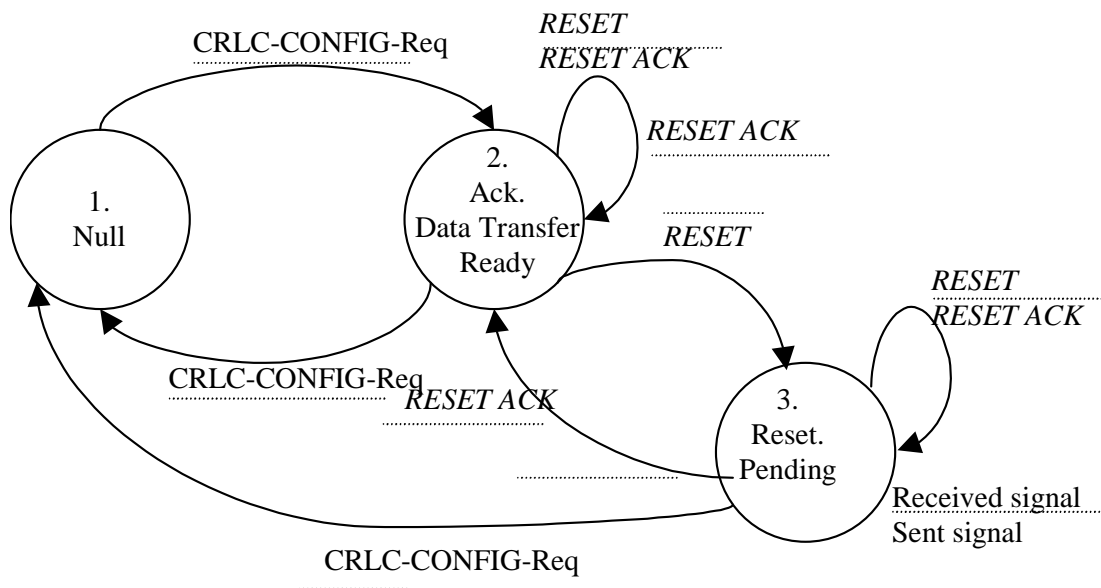 CRLC-CONFIG-Req
RESET
RESET ACK
RESET ACK
1.
Null
2.
Ack.
Data Transfer
Ready
RESET
RESET
RESET ACK
CRLC-CONFIG-Req
RESET ACK
3.
Reset.
Pending
Received signal
Sent signal
CRLC-CONFIG-Req